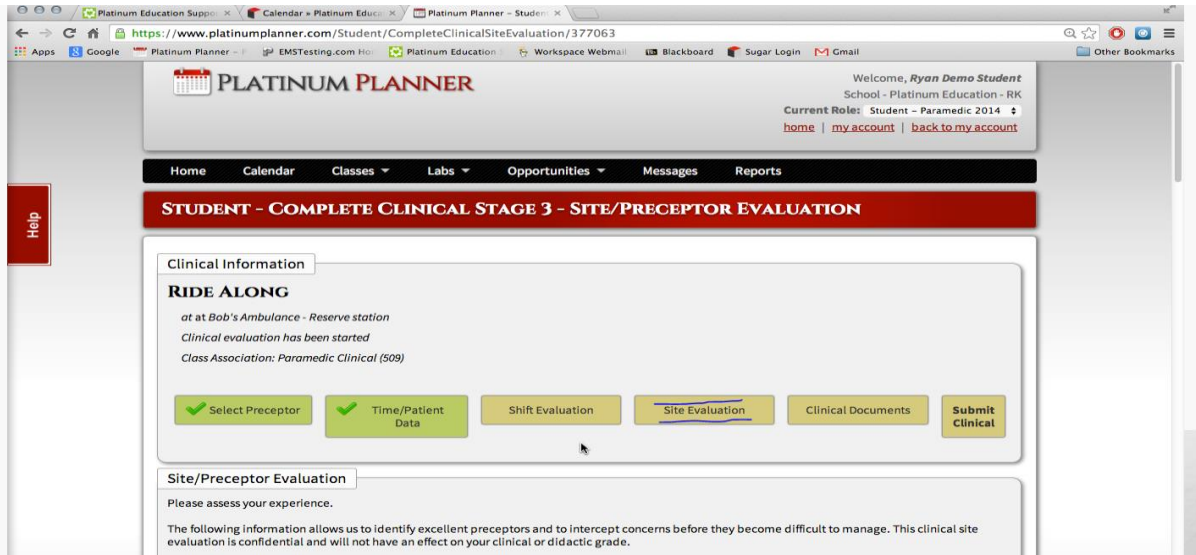 Platinum Education Suppor
Calendar » Platinum Educa
Platinum Planner – Studen
https://www.platinumplanner.com/Student/CompleteClinicalSiteEvaluation/377063
Apps Google Platinum Planner – EMSTesting.com Ho Platinum Education Workspace Webmail Blackboard Sugar Login Gmail Other Bookmarks
PLATINUM PLANNER
Welcome, Ryan Demo Student
School - Platinum Education - RK
Current Role: Student – Paramedic 2014
home | my account | back to my account
Home Calendar Classes Labs Opportunities Messages Reports
Help
STUDENT - COMPLETE CLINICAL STAGE 3 - SITE/PRECEPTOR EVALUATION
Clinical Information
RIDE ALONG
at at Bob's Ambulance - Reserve station
Clinical evaluation has been started
Class Association: Paramedic Clinical (509)
Select Preceptor
Time/Patient
Data
Shift Evaluation
Site Evaluation
Clinical Documents
Submit
Clinical
Site/Preceptor Evaluation
Please assess your experience.
The following information allows us to identify excellent preceptors and to intercept concerns before they become difficult to manage. This clinical site
evaluation is confidential and will not have an effect on your clinical or didactic grade.